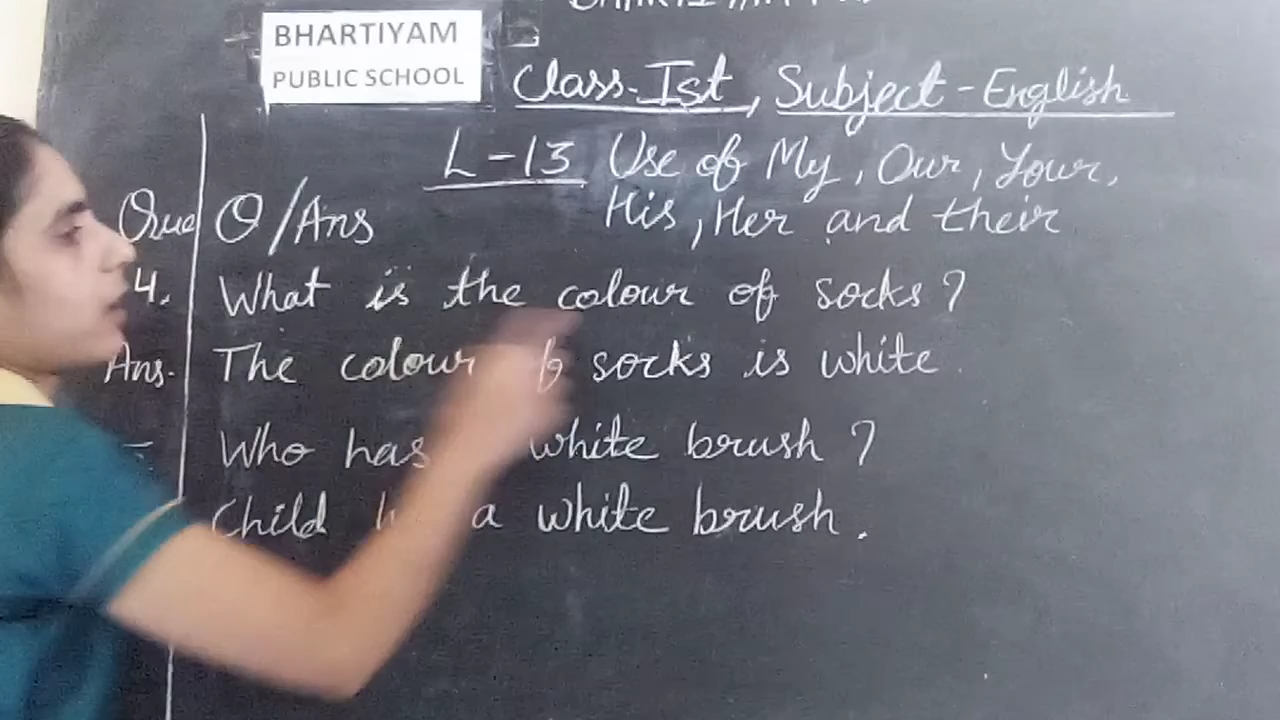 BHARTIYAM
PUBLIC SCHOOL
Class-Ist, Subject-English
L-13 Use of My, Our, Your,
His, Her and their
Que Q/Ans
4. What is the colour of socks?
Ans. The colour socks is white.
Who has white brush?
Child a white brush.